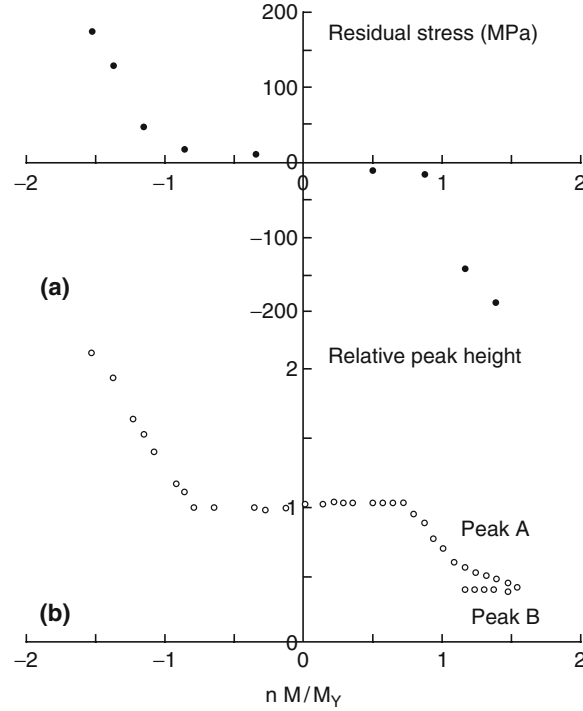 200
Residual stress (MPa)
100
0
−2
−1
0
1
2
−100
(a)
−200
Relative peak height
2
1
Peak A
(b)
Peak B
0
−2
−1
0
1
2
n M/M_Y